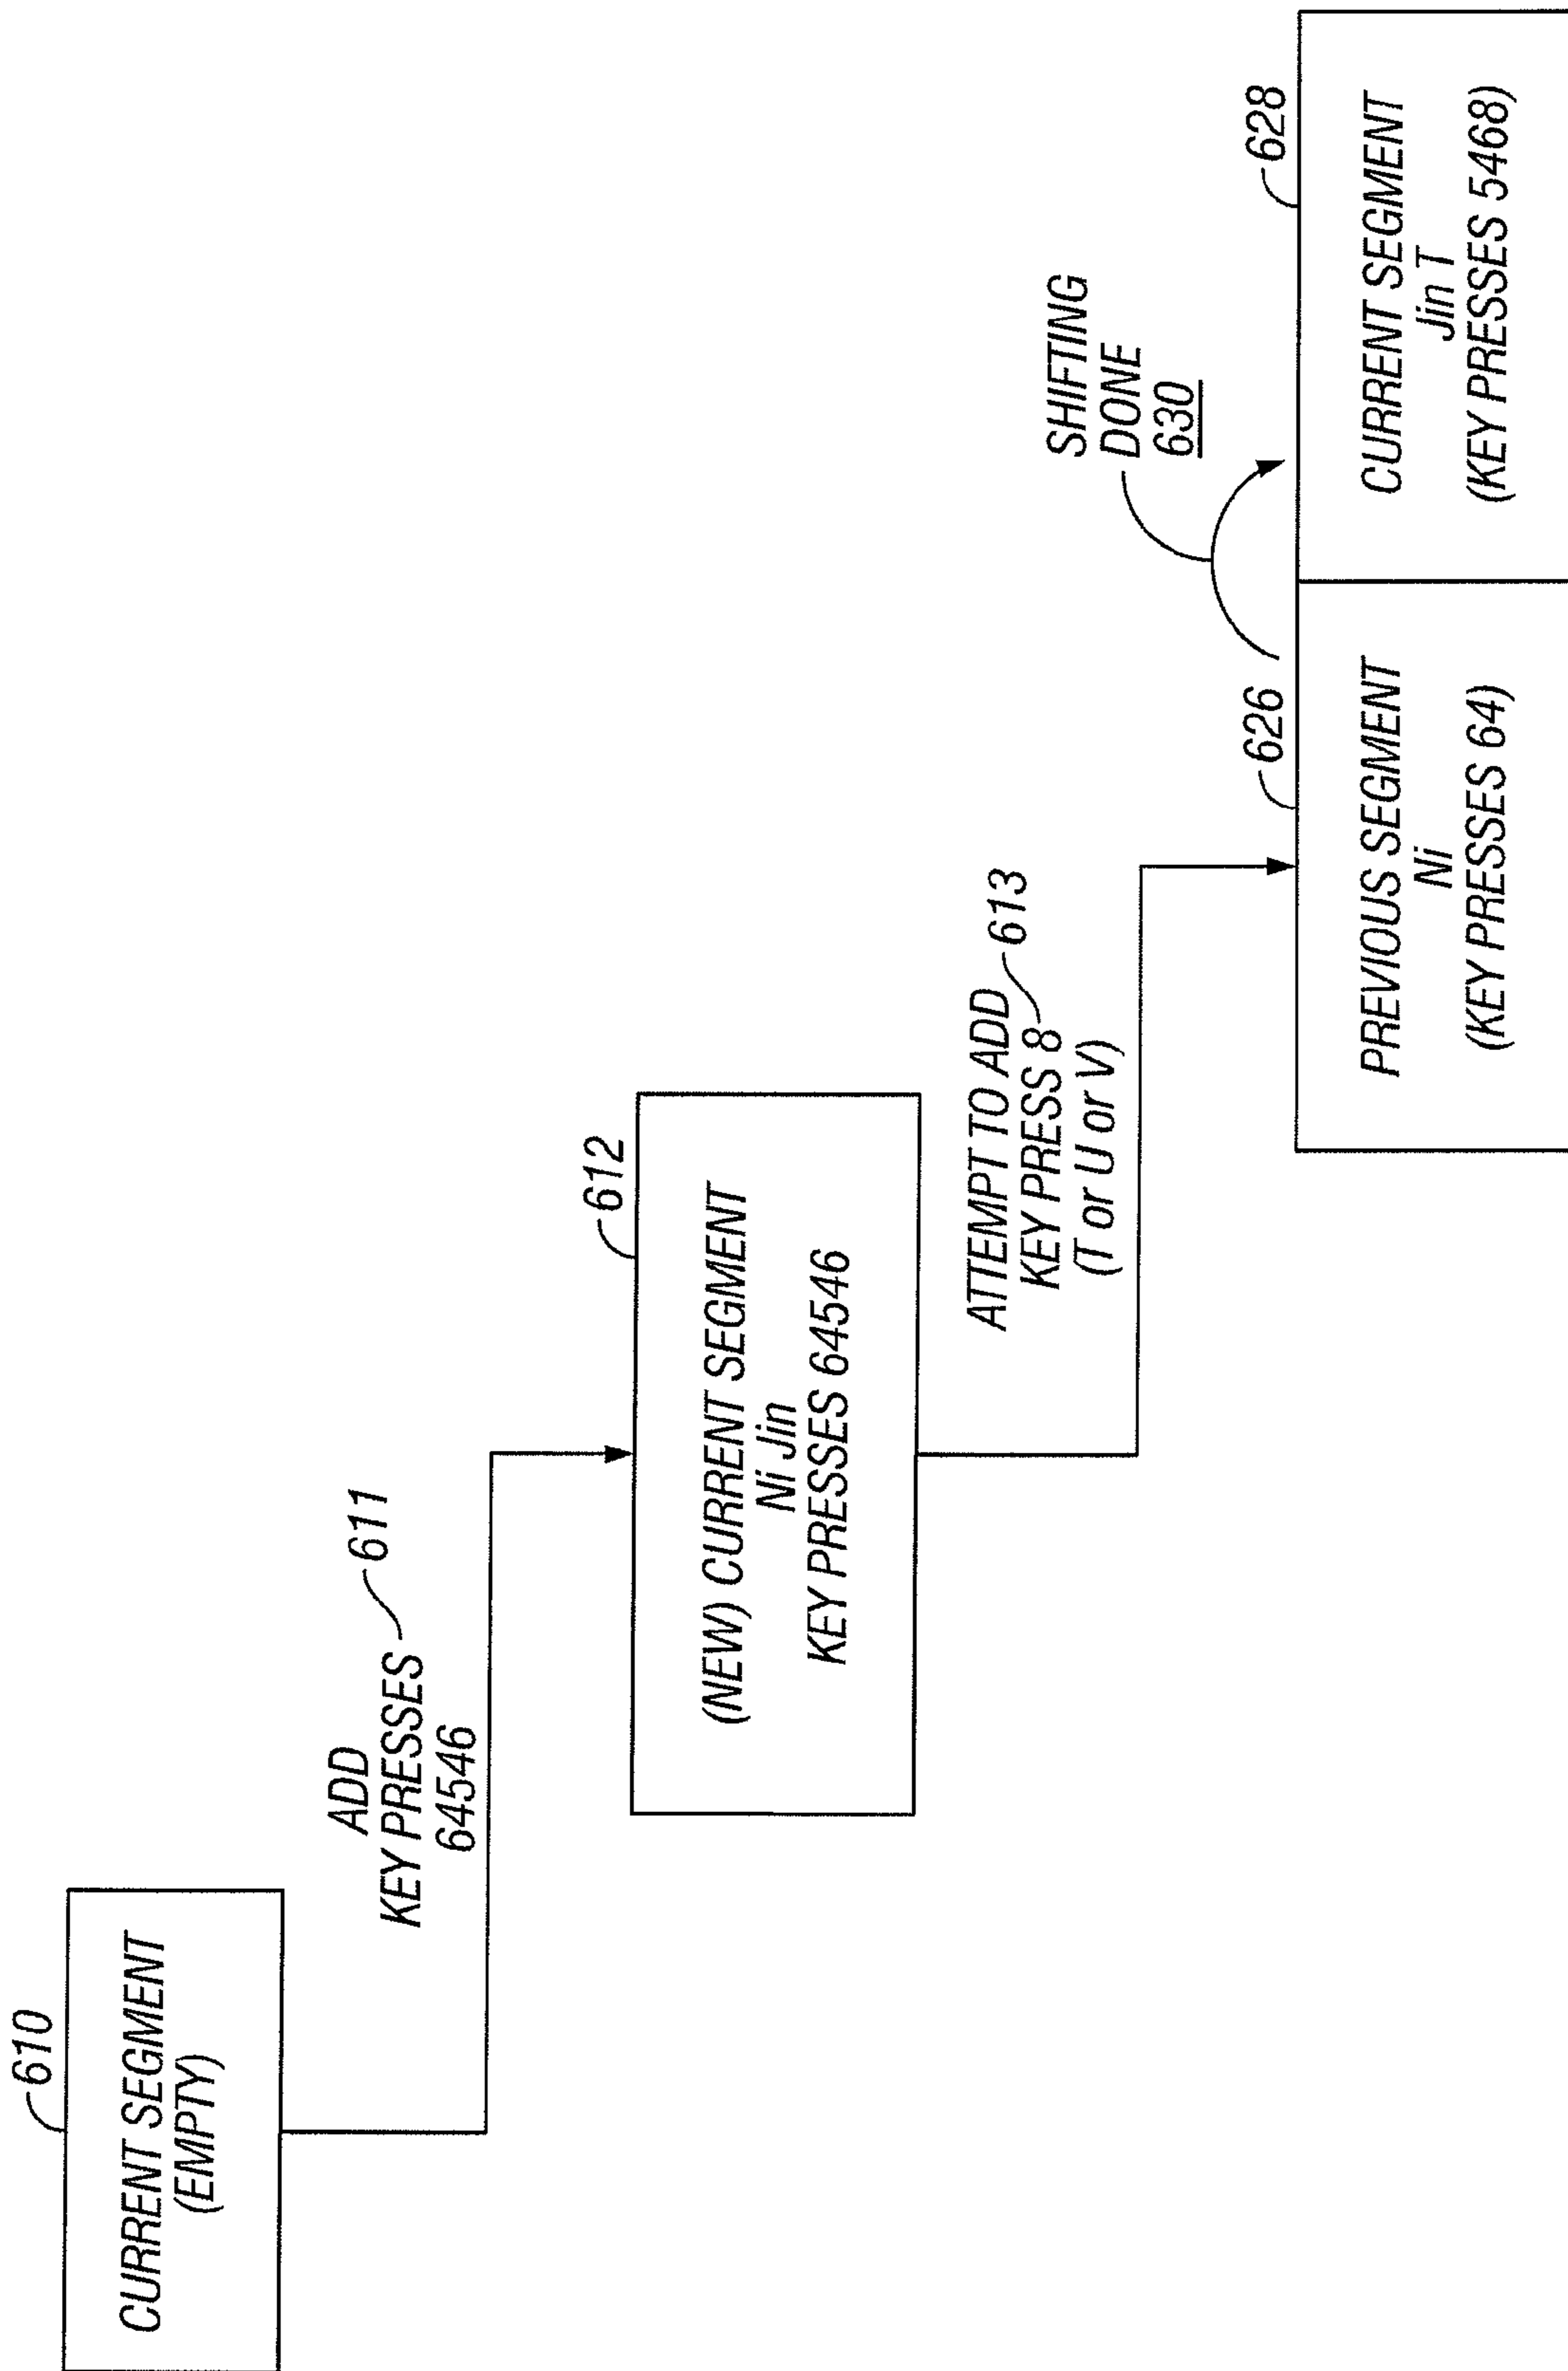 610
CURRENT SEGMENT
(EMPTY)
ADD
KEY PRESSES
64546
611
612
(NEW) CURRENT SEGMENT
Ni Jin
KEY PRESSES 64546
ATTEMPT TO ADD
KEY PRESS 8
(T or U or V)
613
626
PREVIOUS SEGMENT
Ni
(KEY PRESSES 64)
SHIFTING
DONE
630
628
CURRENT SEGMENT
Jin T
(KEY PRESSES 5468)